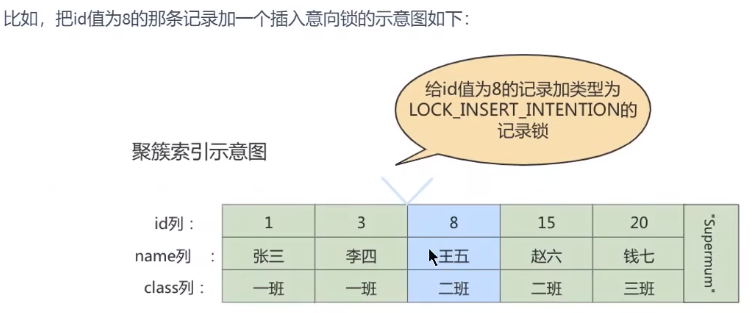 比如，把id值为8的那条记录加一个插入意向锁的示意图如下：
给id值为8的记录加类型为
LOCK_INSERT_INTENTION的
记录锁
聚簇索引示意图
id列： 1 3 8 15 20
name列 ： 张三 李四 王五 赵六 钱七
class列： 一班 一班 二班 二班 三班
"Supermum"